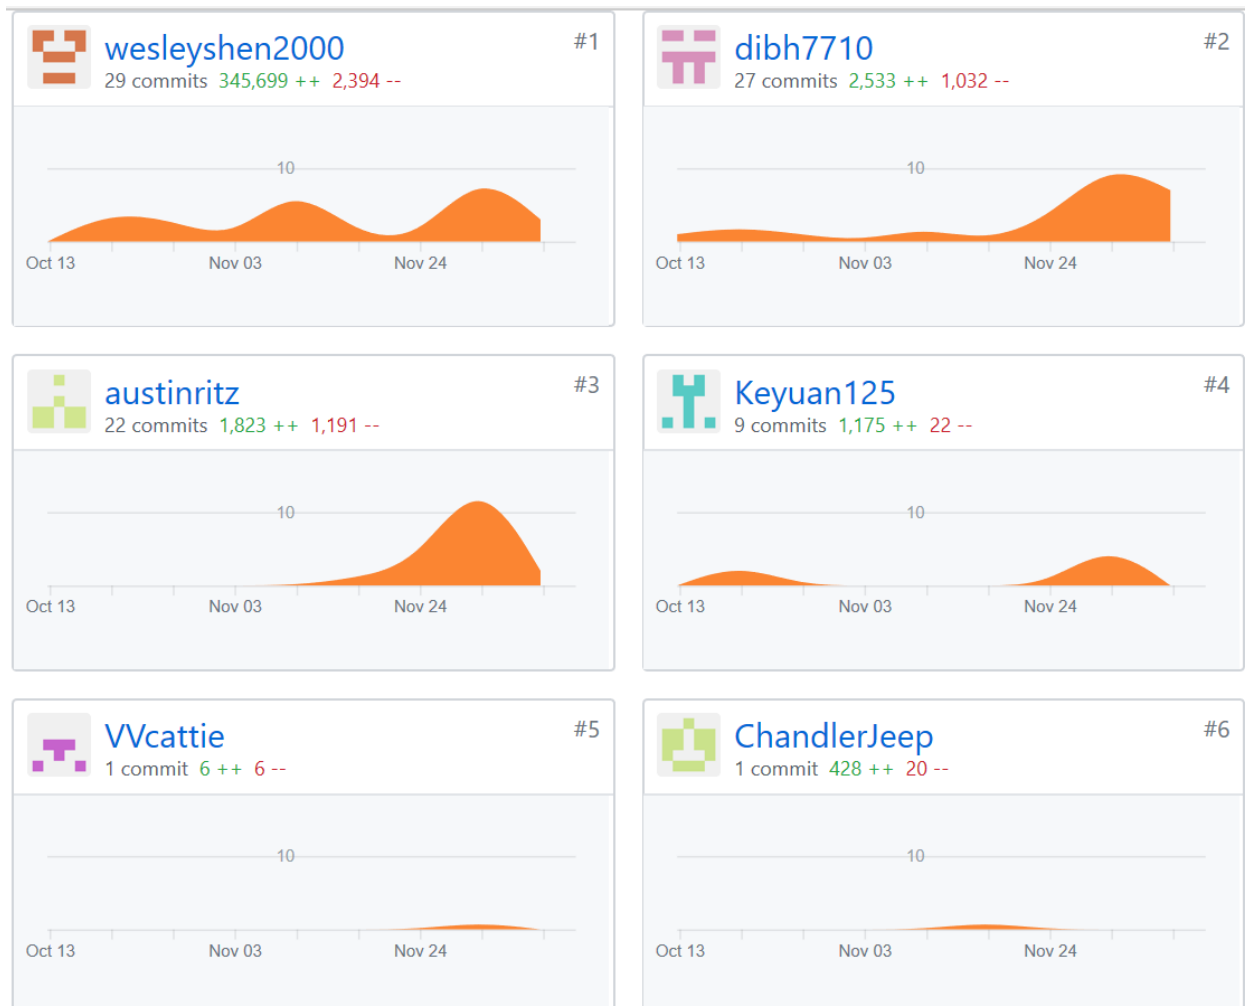 wesleyshen2000 #1
29 commits 345,699 ++ 2,394 --
10
Oct 13 Nov 03 Nov 24
dibh7710 #2
27 commits 2,533 ++ 1,032 --
10
Oct 13 Nov 03 Nov 24
austinritz #3
22 commits 1,823 ++ 1,191 --
10
Oct 13 Nov 03 Nov 24
Keyuan125 #4
9 commits 1,175 ++ 22 --
10
Oct 13 Nov 03 Nov 24
VVcattie #5
1 commit 6 ++ 6 --
10
Oct 13 Nov 03 Nov 24
ChandlerJeep #6
1 commit 428 ++ 20 --
10
Oct 13 Nov 03 Nov 24